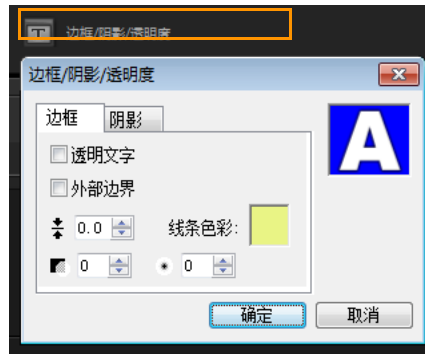 T 边框/阴影/透明度
边框/阴影/透明度
边框 阴影
A
透明文字
外部边界
0.0 线条色彩:
0 0
确定 取消